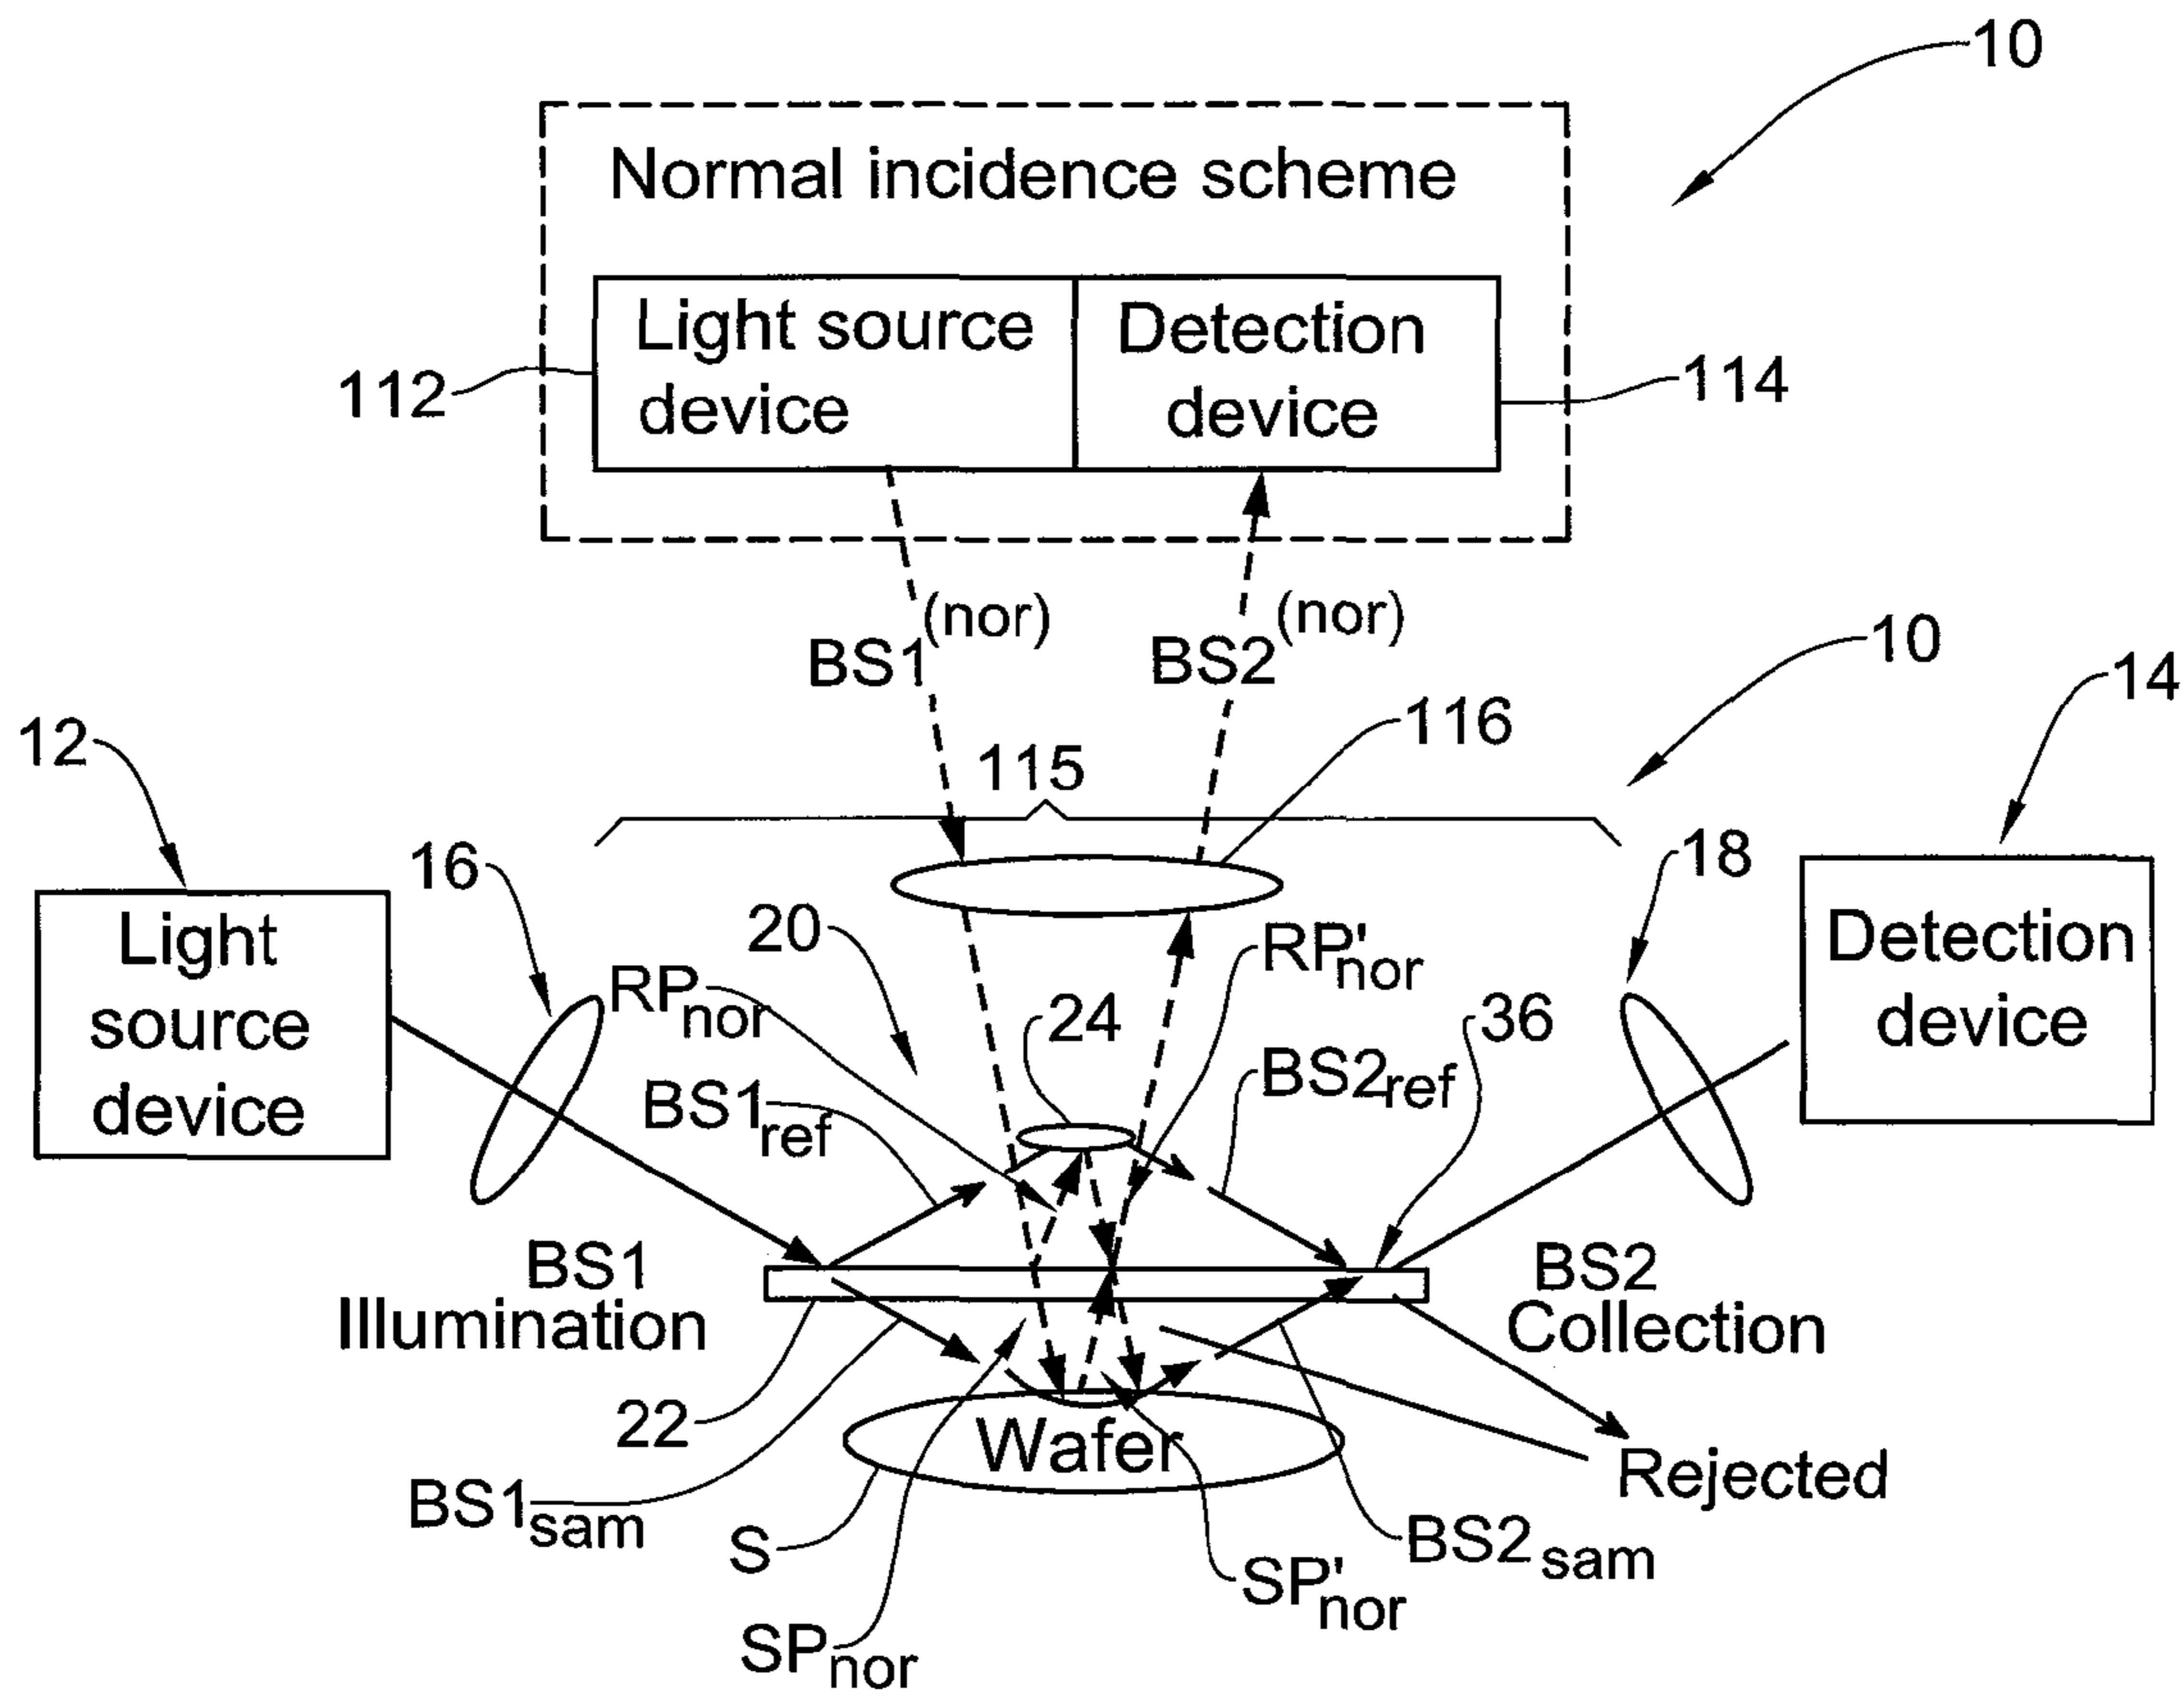 10
Normal incidence scheme
Light source
device
Detection
device
112
114
BS1(nor)
BS2(nor)
10
14
12
115
116
16
18
20
Light
source
device
RPnor
24
RP'nor
36
Detection
device
BS1ref
BS2ref
BS1
Illumination
BS2
Collection
22
Wafer
Rejected
BS1sam
S
BS2sam
SP'nor
SPnor